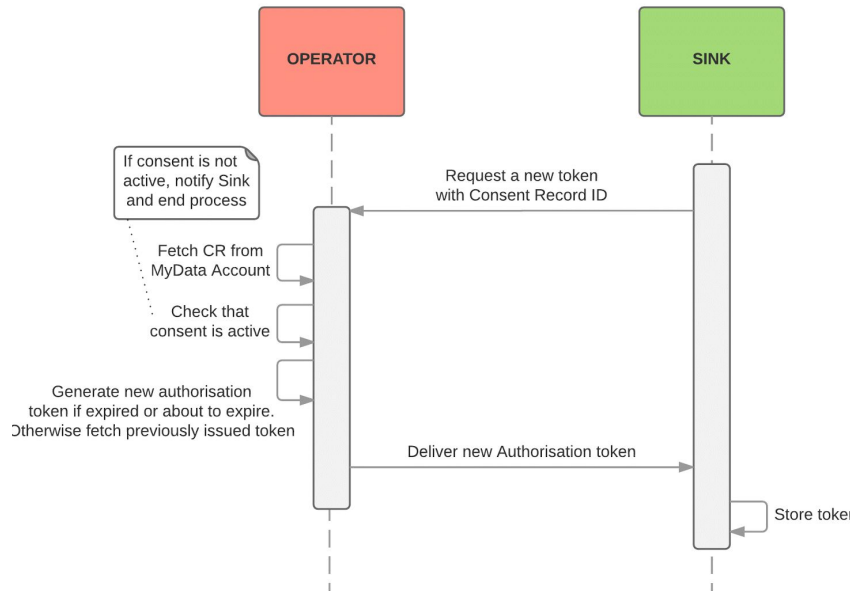 OPERATOR
SINK
If consent is not
active, notify Sink
and end process
Request a new token
with Consent Record ID
Fetch CR from
MyData Account
Check that
consent is active
Generate new authorisation
token if expired or about to expire.
Otherwise fetch previously issued token
Deliver new Authorisation token
Store token